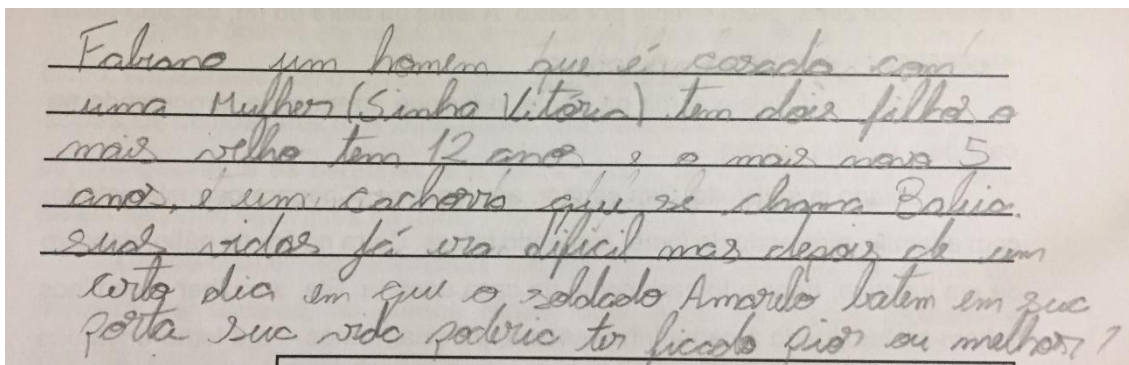 Fabiano um homem que é casado com
uma Mulher (Sinha Vitória) tem dois filhos o
mais velho tem 12 anos e o mais novo 5
anos, e um cachorro que se chama Balia.
suas vidas já era dificil mas depois de um
certo dia em que o soldado Amarelo batem em sua
porta sua vida poderia ter ficado pior ou melhor?